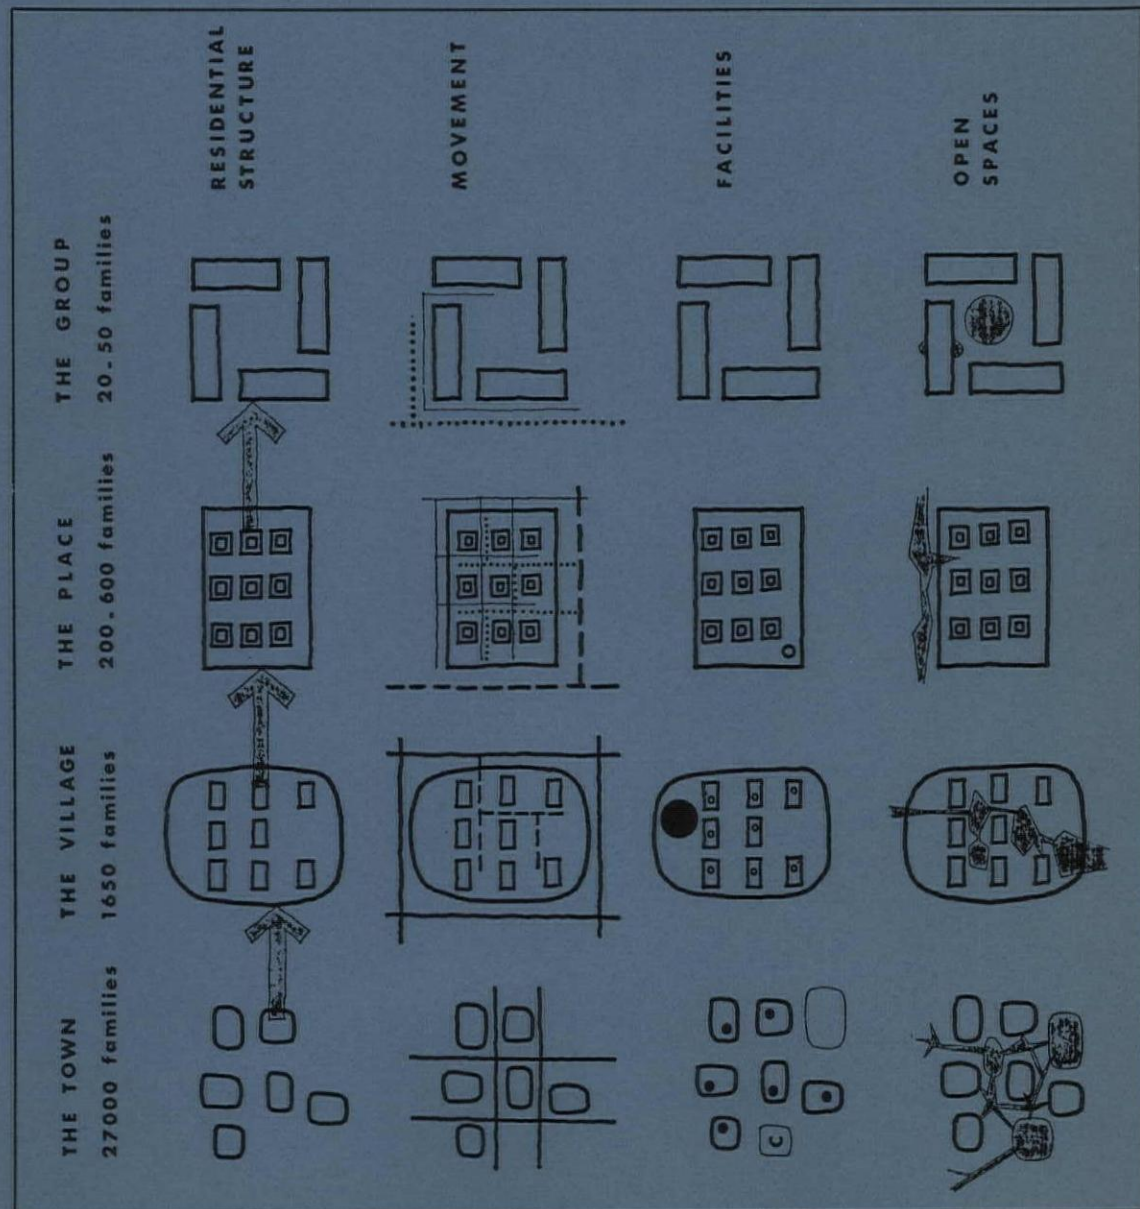 THE TOWN
27000 families
THE VILLAGE
1650 families
THE PLACE
200-600 families
THE GROUP
20-50 families
RESIDENTIAL
STRUCTURE
MOVEMENT
FACILITIES
C
OPEN
SPACES